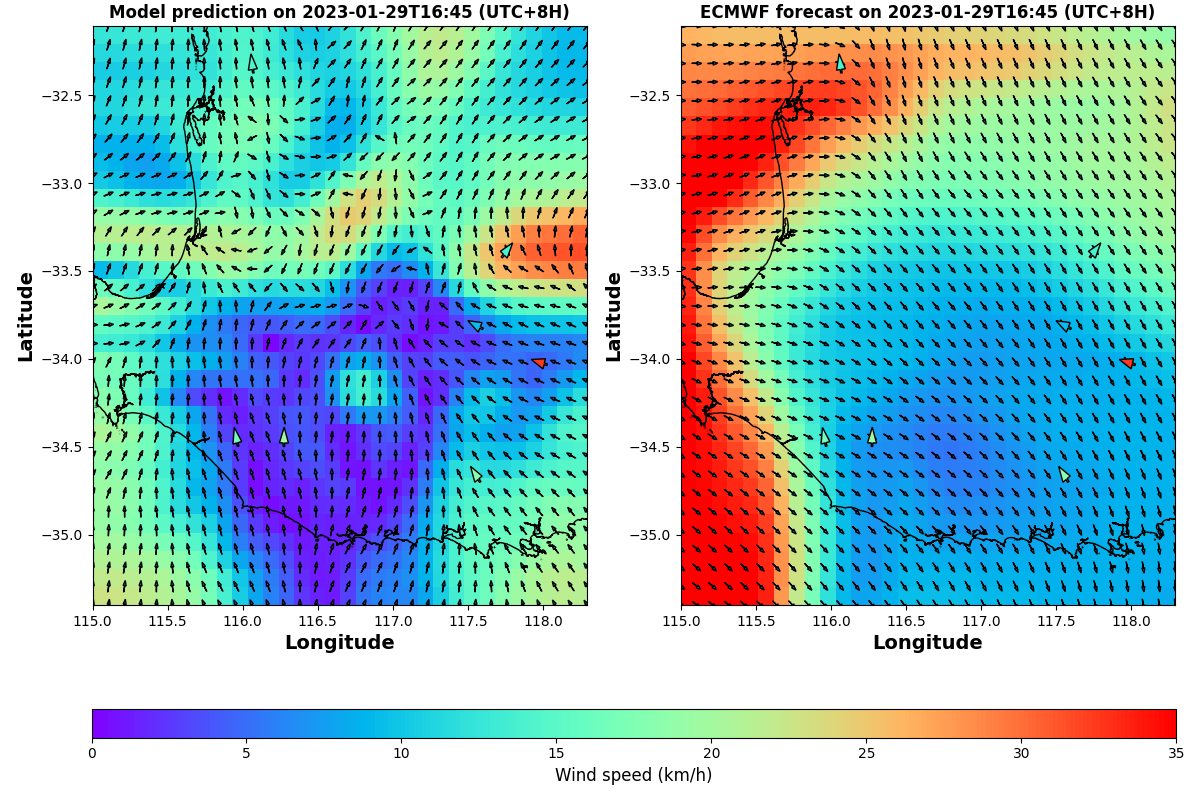 Model prediction on 2023-01-29T16:45 (UTC+8H)
ECMWF forecast on 2023-01-29T16:45 (UTC+8H)
−32.5
−33.0
−33.5
−34.0
−34.5
−35.0
Latitude
115.0 115.5 116.0 116.5 117.0 117.5 118.0
Longitude
−32.5
−33.0
−33.5
−34.0
−34.5
−35.0
Latitude
115.0 115.5 116.0 116.5 117.0 117.5 118.0
Longitude
0 5 10 15 20 25 30 35
Wind speed (km/h)